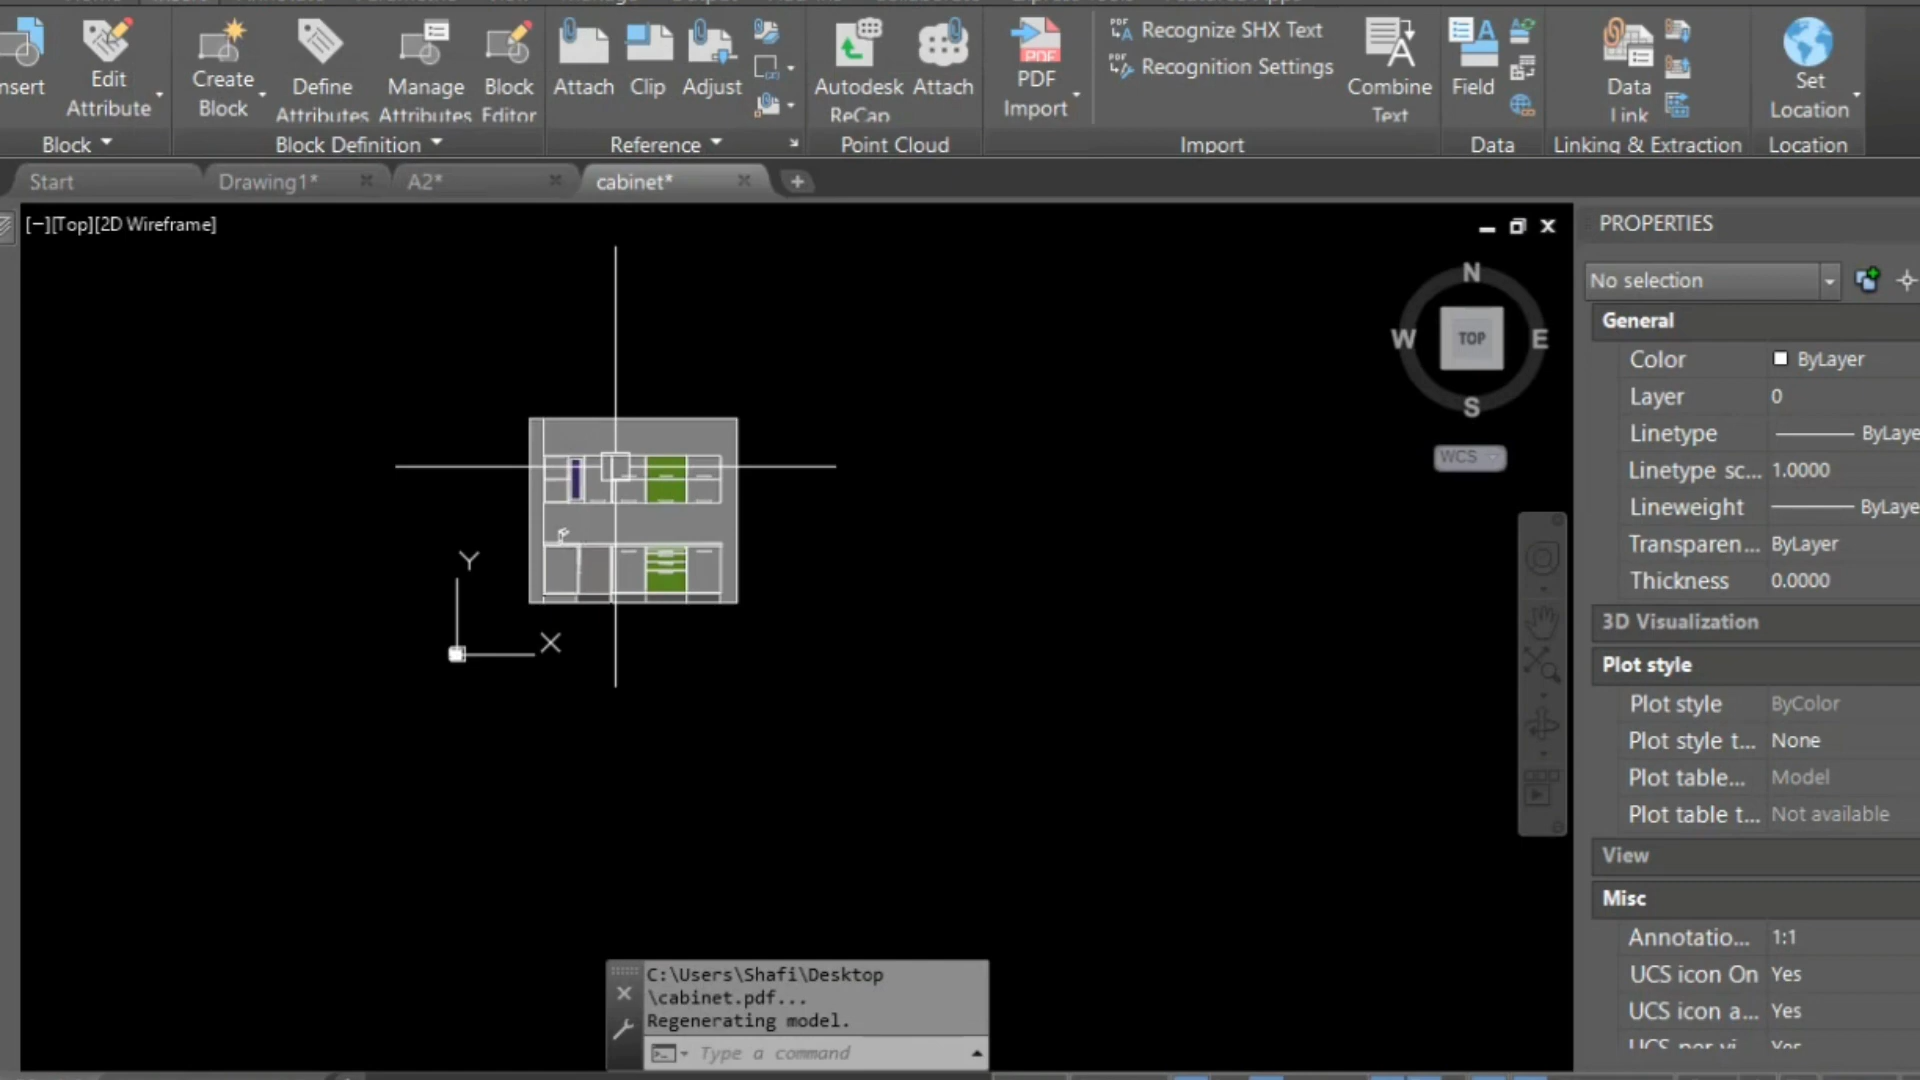 Insert
Edit
Attribute
Create
Block
Define
Attributes
Manage
Attributes
Block
Editor
Attach
Clip
Adjust
Autodesk
ReCap
Attach
PDF
Import
Recognize SHX Text
Recognition Settings
Combine
Text
Field
Data
Link
Set
Location
Block
Block Definition
Reference
Point Cloud
Import
Data
Linking & Extraction
Location
Start
Drawing1*
A2*
cabinet*
[−][Top][2D Wireframe]
N
W
TOP
E
S
WCS
Y
X
PROPERTIES
No selection
General
Color ByLayer
Layer 0
Linetype ByLaye
Linetype sc... 1.0000
Lineweight ByLaye
Transparen... ByLayer
Thickness 0.0000
3D Visualization
Plot style
Plot style ByColor
Plot style t... None
Plot table... Model
Plot table t... Not available
View
Misc
Annotatio... 1:1
UCS icon On Yes
UCS icon a... Yes
UCS per vi... Yes
C:\Users\Shafi\Desktop
\cabinet.pdf...
Regenerating model.
Type a command